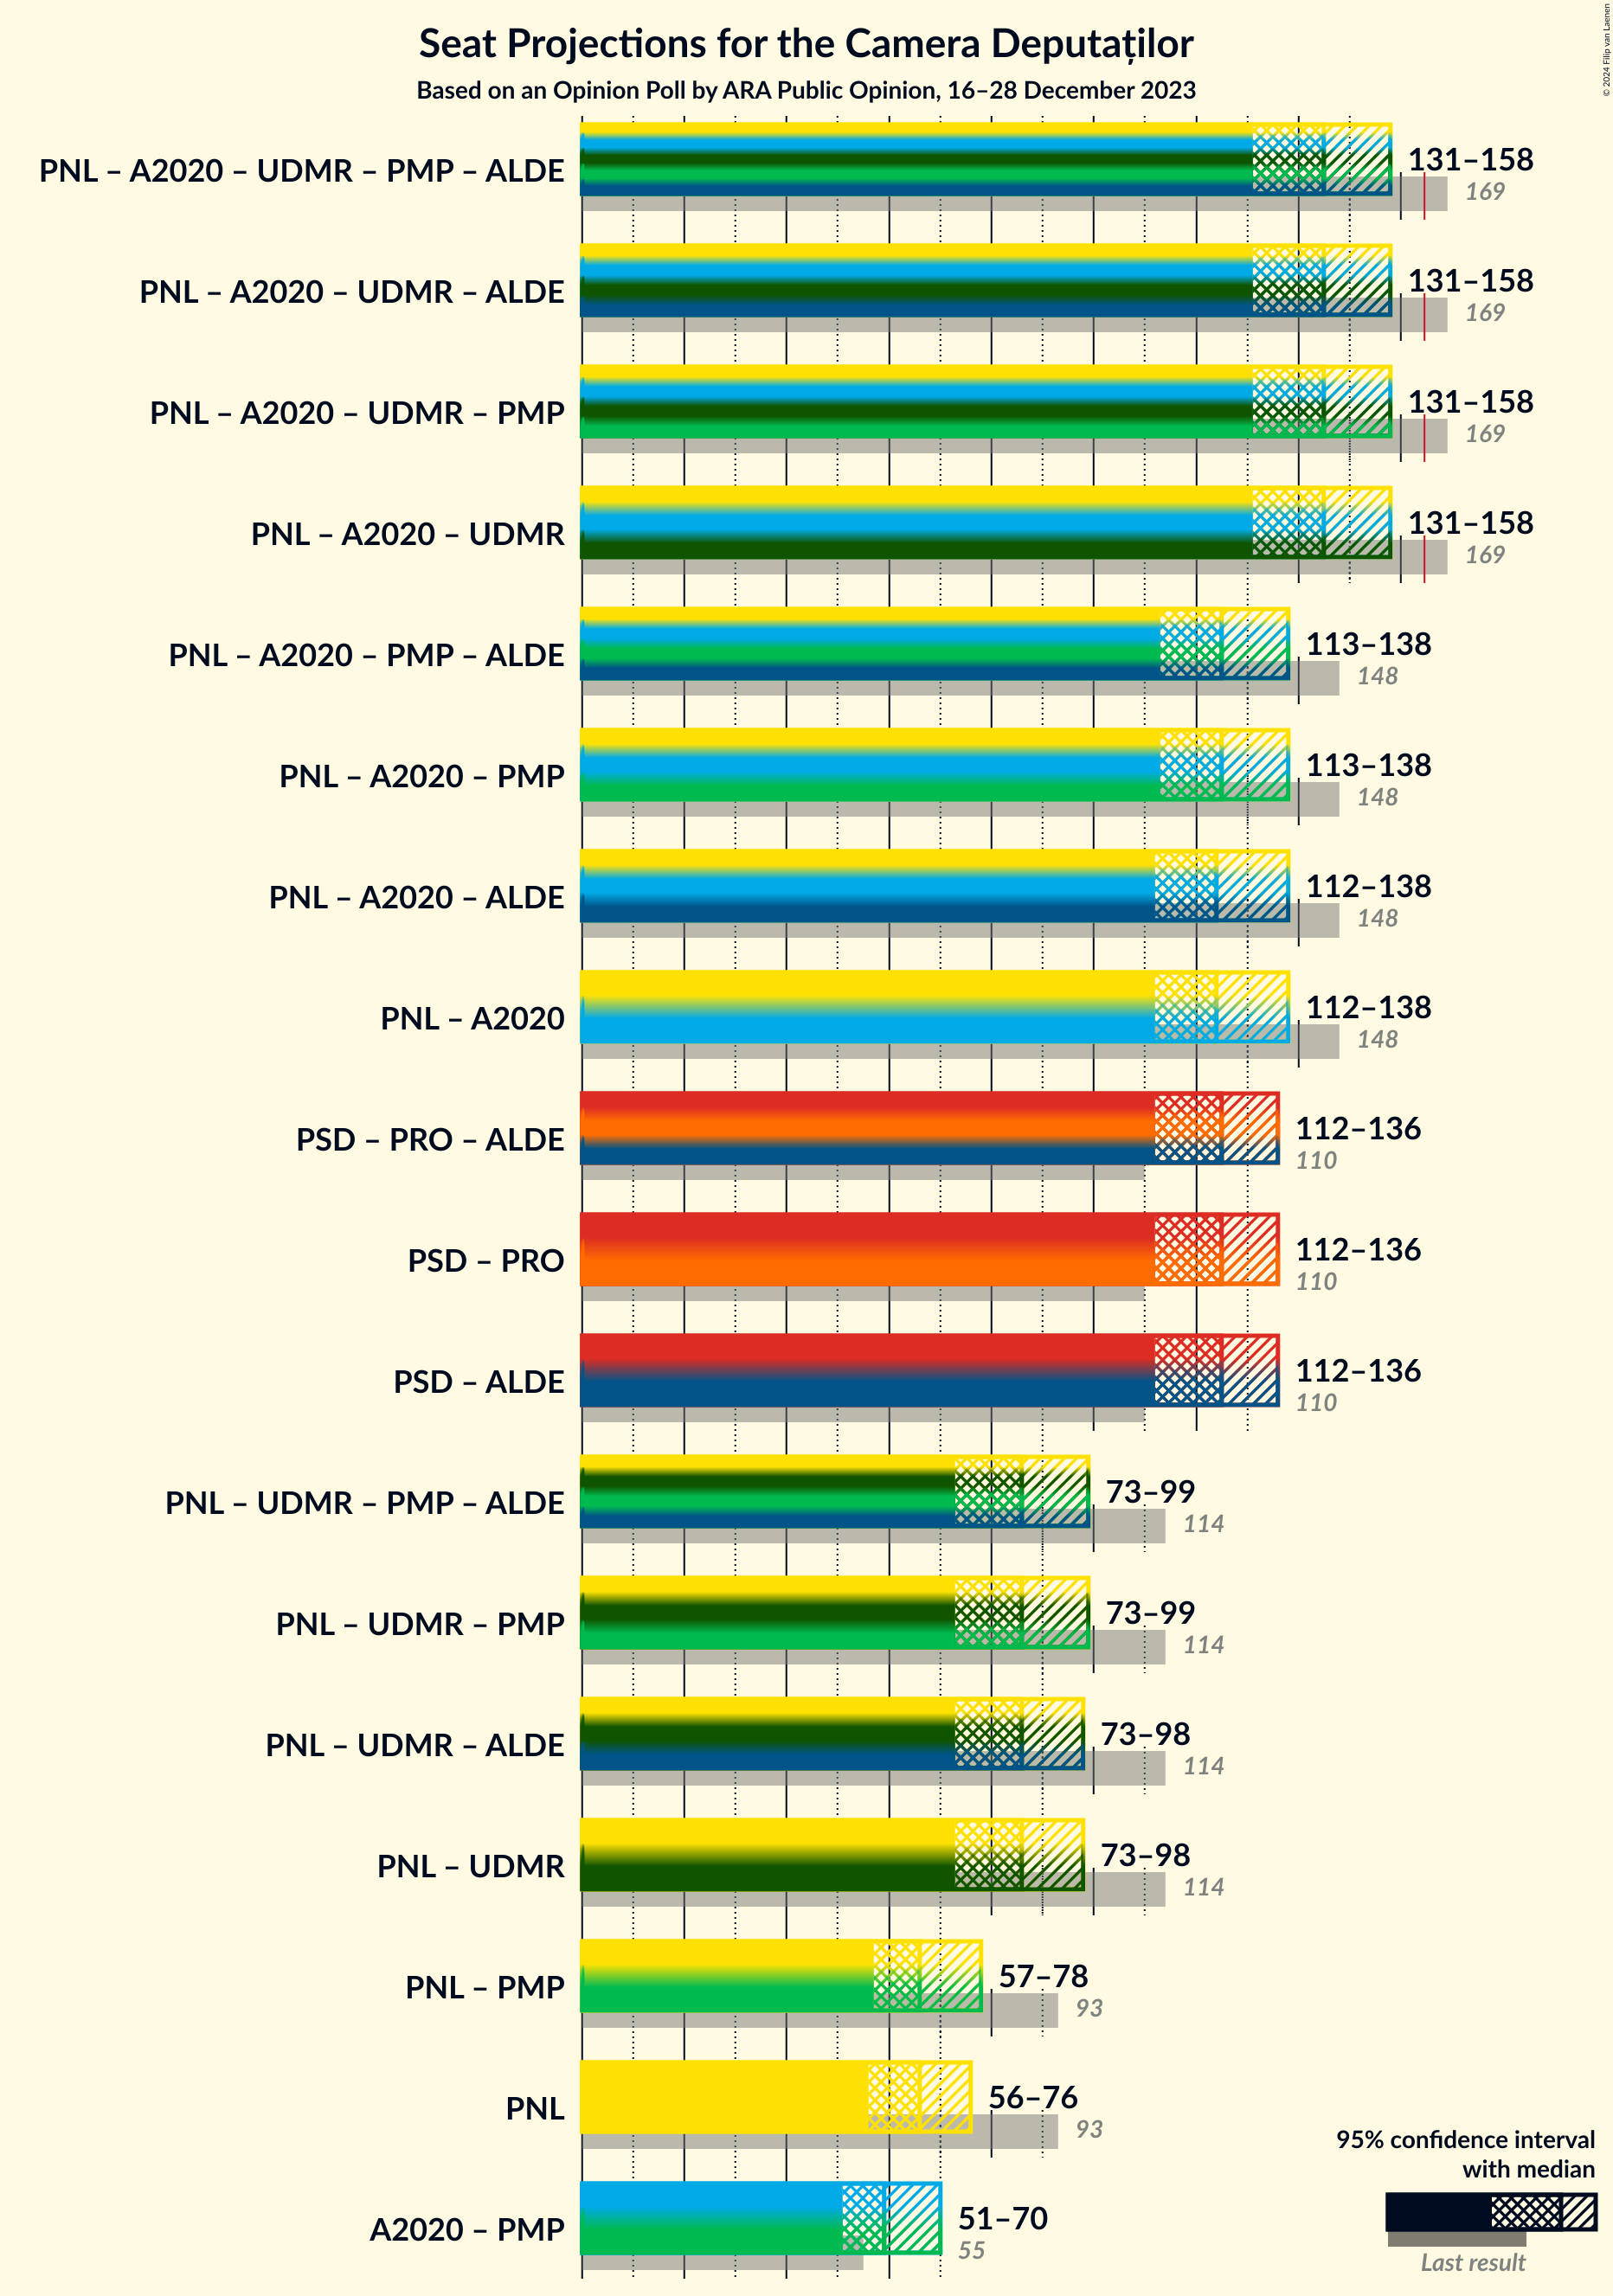 Seat Projections for the Camera Deputaților
Based on an Opinion Poll by ARA Public Opinion, 16–28 December 2023
© 2024 Filip van Laenen
PNL – A2020 – UDMR – PMP – ALDE
131–158
169
PNL – A2020 – UDMR – ALDE
131–158
169
PNL – A2020 – UDMR – PMP
131–158
169
PNL – A2020 – UDMR
131–158
169
PNL – A2020 – PMP – ALDE
113–138
148
PNL – A2020 – PMP
113–138
148
PNL – A2020 – ALDE
112–138
148
PNL – A2020
112–138
148
PSD – PRO – ALDE
112–136
110
PSD – PRO
112–136
110
PSD – ALDE
112–136
110
PNL – UDMR – PMP – ALDE
73–99
114
PNL – UDMR – PMP
73–99
114
PNL – UDMR – ALDE
73–98
114
PNL – UDMR
73–98
114
PNL – PMP
57–78
93
PNL
56–76
93
A2020 – PMP
51–70
55
95% confidence interval
with median
Last result